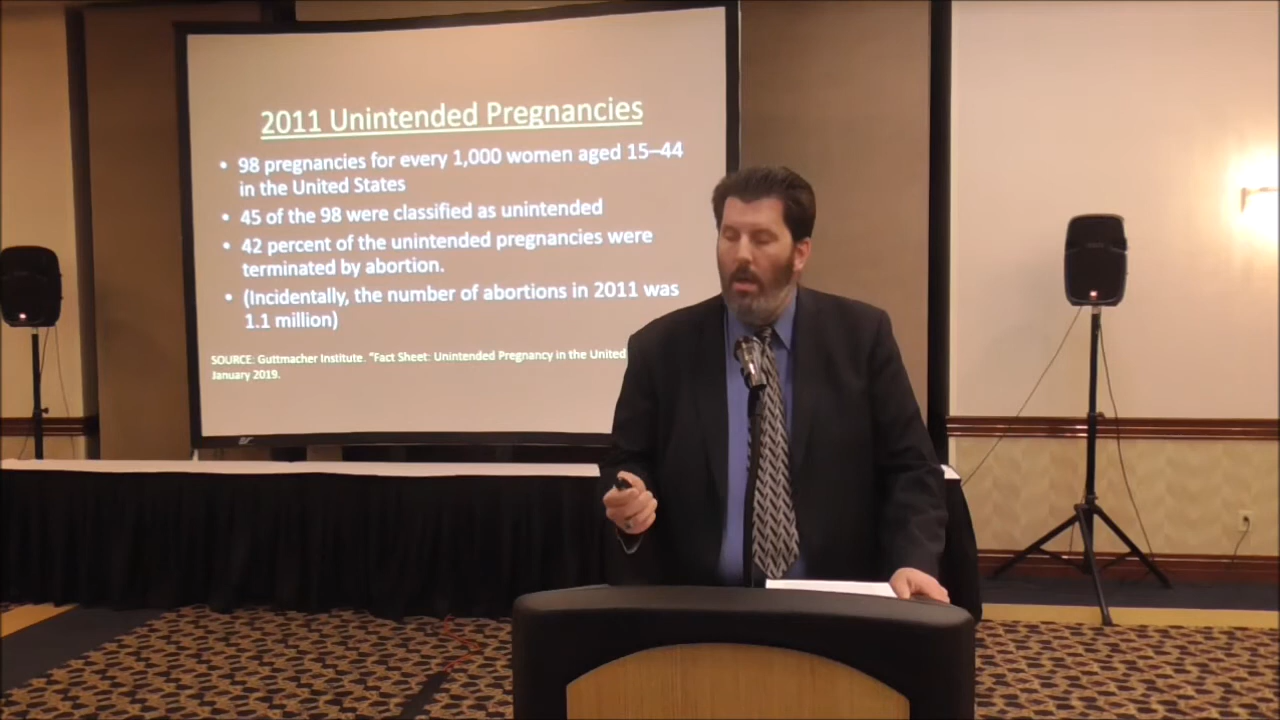 2011 Unintended Pregnancies
• 98 pregnancies for every 1,000 women aged 15–44
in the United States
• 45 of the 98 were classified as unintended
• 42 percent of the unintended pregnancies were
terminated by abortion.
• (Incidentally, the number of abortions in 2011 was
1.1 million)
SOURCE: Guttmacher Institute. "Fact Sheet: Unintended Pregnancy in the United
January 2019.